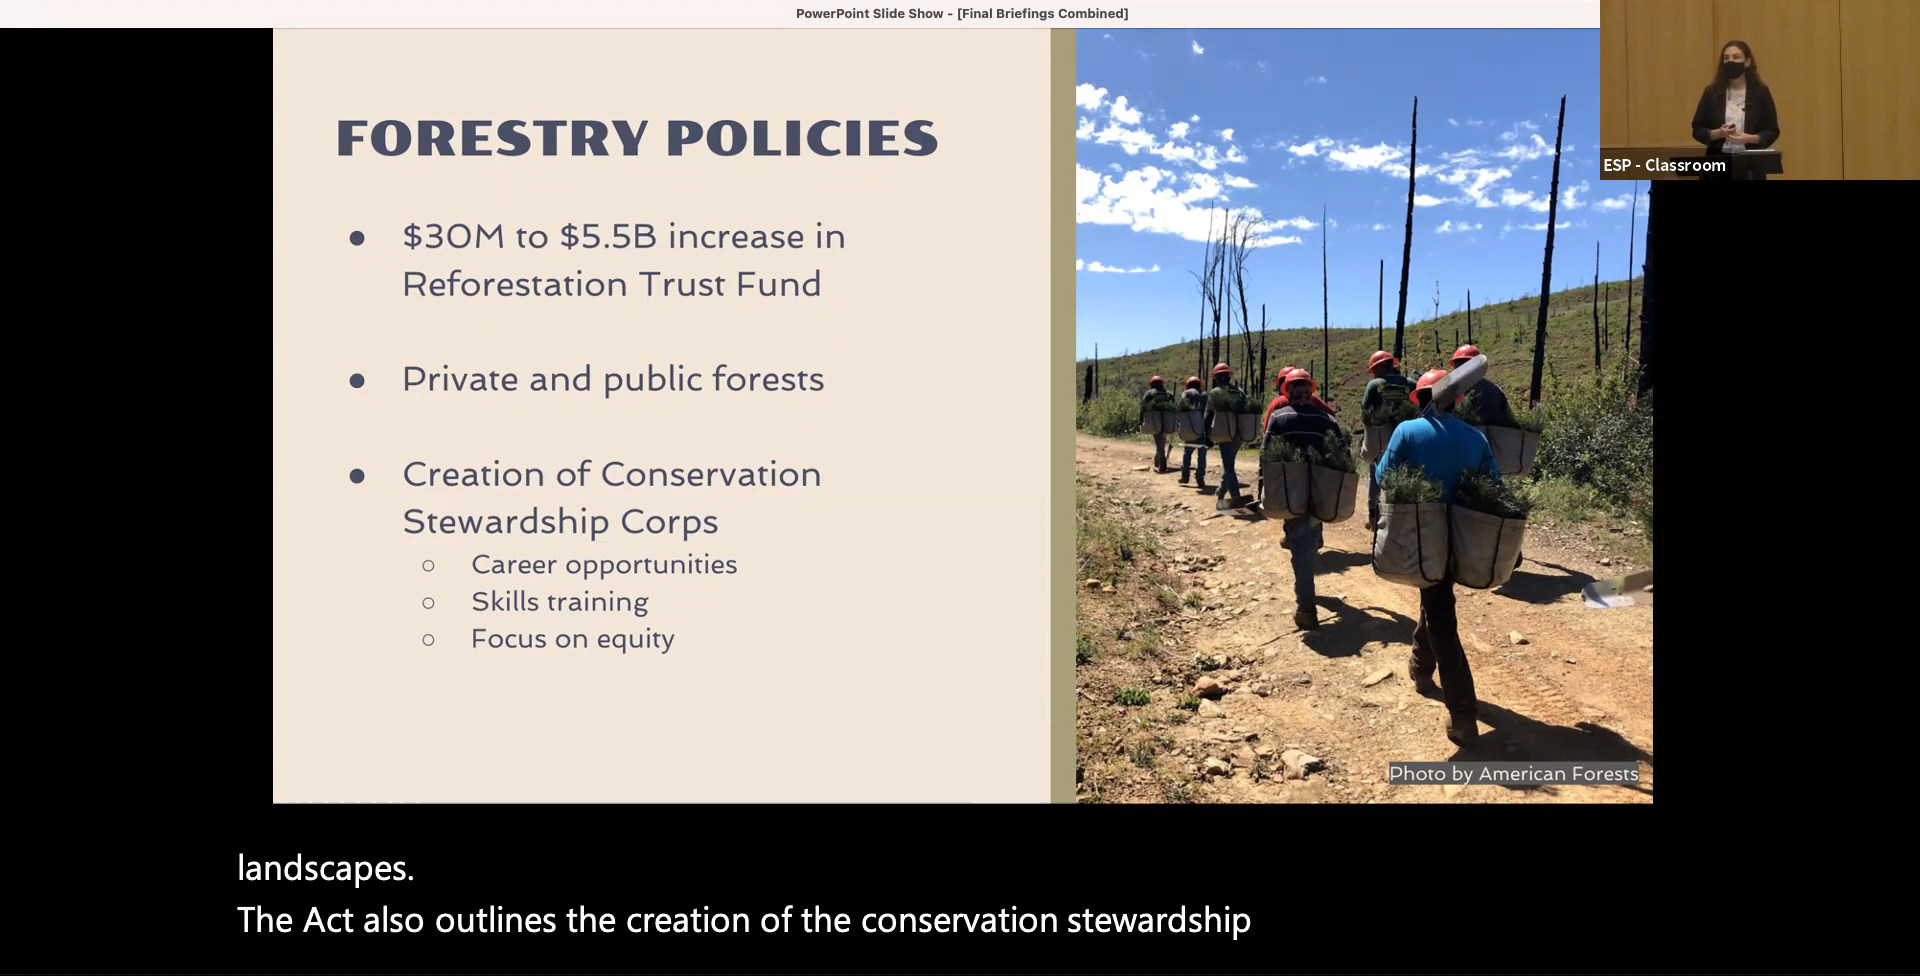 PowerPoint Slide Show - [Final Briefings Combined]
ESP - Classroom
FORESTRY POLICIES
● $30M to $5.5B increase in
Reforestation Trust Fund
● Private and public forests
● Creation of Conservation
Stewardship Corps
○ Career opportunities
○ Skills training
○ Focus on equity
Photo by American Forests
landscapes.
The Act also outlines the creation of the conservation stewardship